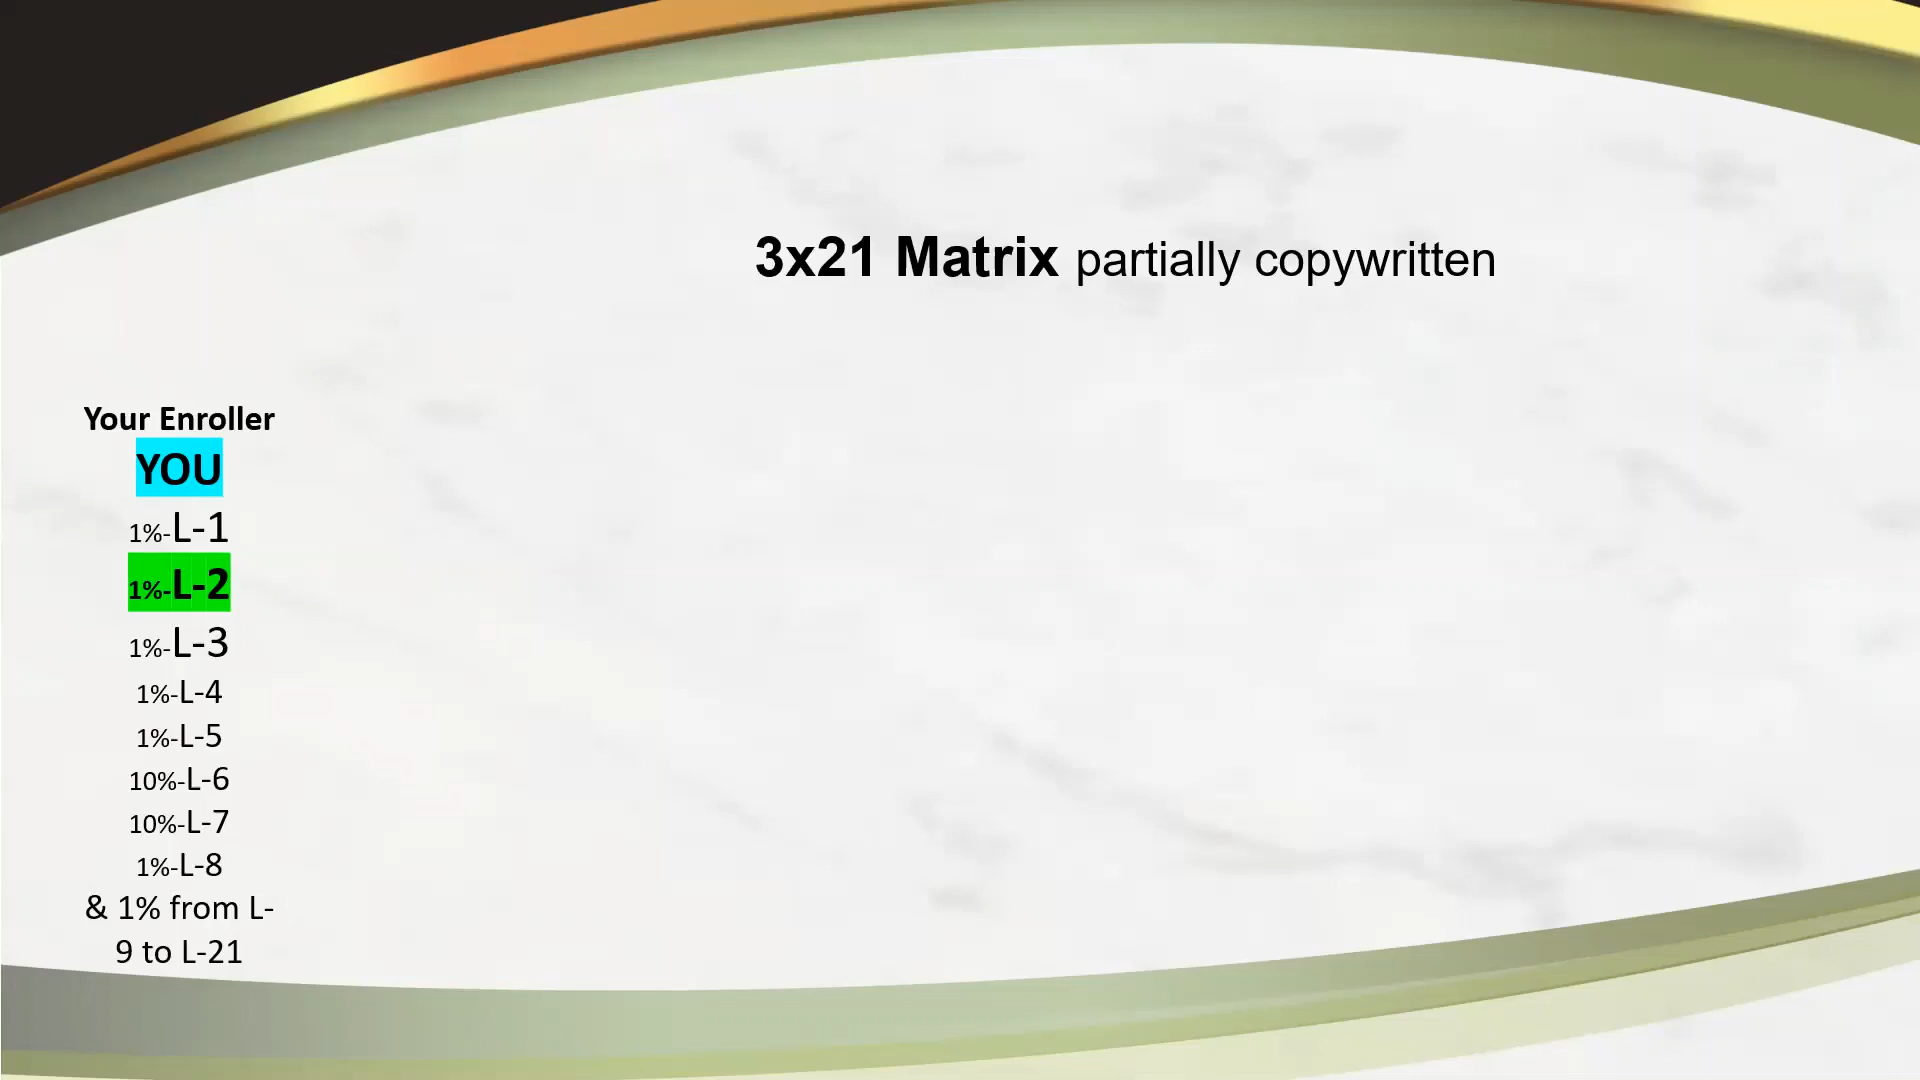 3x21 Matrix partially copywritten
Your Enroller
YOU
1%-L-1
1%-L-2
1%-L-3
1%-L-4
1%-L-5
10%-L-6
10%-L-7
1%-L-8
& 1% from L-
9 to L-21